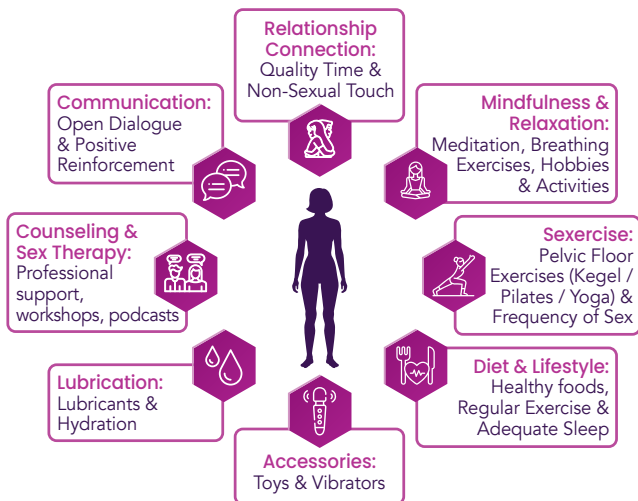 Relationship
Connection:
Quality Time &
Non-Sexual Touch
Mindfulness &
Relaxation:
Meditation, Breathing
Exercises, Hobbies
& Activities
Sexercise:
Pelvic Floor
Exercises (Kegel /
Pilates / Yoga) &
Frequency of Sex
Diet & Lifestyle:
Healthy foods,
Regular Exercise &
Adequate Sleep
Accessories:
Toys & Vibrators
Lubrication:
Lubricants &
Hydration
Counseling &
Sex Therapy:
Professional
support,
workshops, podcasts
Communication:
Open Dialogue
& Positive
Reinforcement